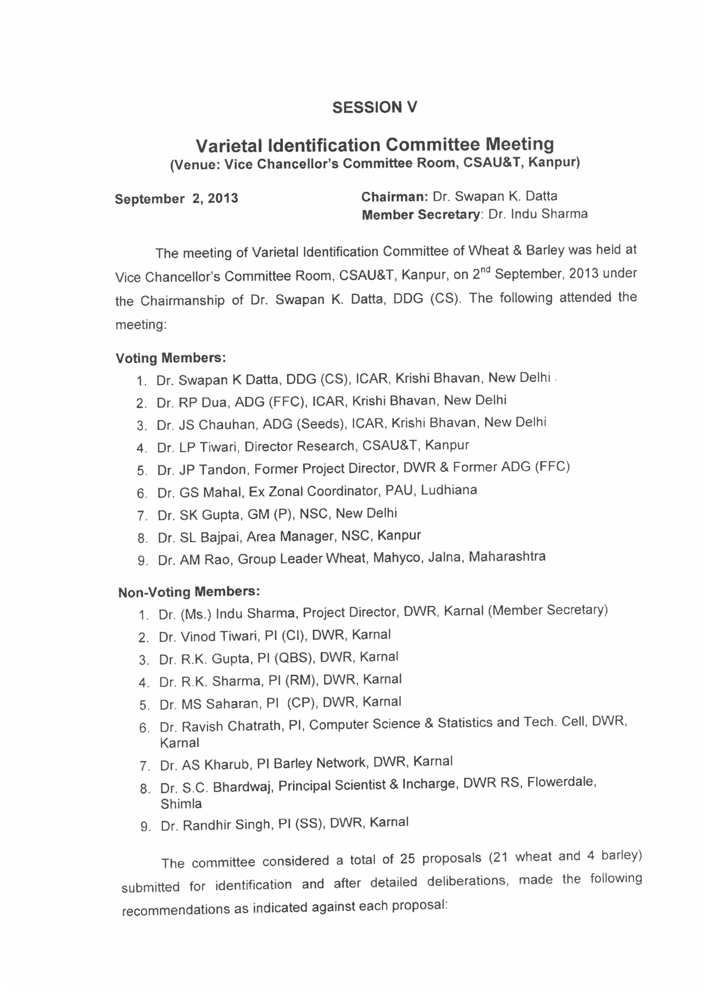 SESSION V
Varietal Identification Committee Meeting
(Venue: Vice Chancellor's Committee Room, CSAU&T, Kanpur)
September 2, 2013
Chairman: Dr. Swapan K. Datta
Member Secretary: Dr. Indu Sharma
The meeting of Varietal Identification Committee of Wheat & Barley was held at
Vice Chancellor's Committee Room, CSAU&T, Kanpur, on 2nd September, 2013 under
the Chairmanship of Dr. Swapan K. Datta, DDG (CS). The following attended the
meeting:
Voting Members:
1. Dr. Swapan K Datta, DDG (CS), ICAR, Krishi Bhavan, New Delhi .
2. Dr. RP Dua, ADG (FFC), ICAR, Krishi Bhavan, New Delhi
3. Dr. JS Chauhan, ADG (Seeds), ICAR, Krishi Bhavan, New Delhi
4. Dr. LP Tiwari, Director Research, CSAU&T, Kanpur
5. Dr. JP Tandon, Former Project Director, DWR & Former ADG (FFC)
6. Dr. GS Mahal, Ex Zonal Coordinator, PAU, Ludhiana
7. Dr. SK Gupta, GM (P), NSC, New Delhi
8. Dr. SL Bajpai, Area Manager, NSC, Kanpur
9. Dr. AM Rao, Group Leader Wheat, Mahyco, Jalna, Maharashtra
Non-Voting Members:
1. Dr. (Ms.) Indu Sharma, Project Director, DWR, Karnal (Member Secretary)
2. Dr. Vinod Tiwari, PI (CI), DWR, Karnal
3. Dr. R.K. Gupta, PI (QBS), DWR, Karnal
4. Dr. R.K. Sharma, PI (RM), DWR, Karnal
5. Dr. MS Saharan, PI (CP), DWR, Karnal
6. Dr. Ravish Chatrath, PI, Computer Science & Statistics and Tech. Cell, DWR,
Karnal
7. Dr. AS Kharub, PI Barley Network, DWR, Karnal
8. Dr. S.C. Bhardwaj, Principal Scientist & Incharge, DWR RS, Flowerdale,
Shimla
9. Dr. Randhir Singh, PI (SS), DWR, Karnal
The committee considered a total of 25 proposals (21 wheat and 4 barley)
submitted for identification and after detailed deliberations, made the following
recommendations as indicated against each proposal: